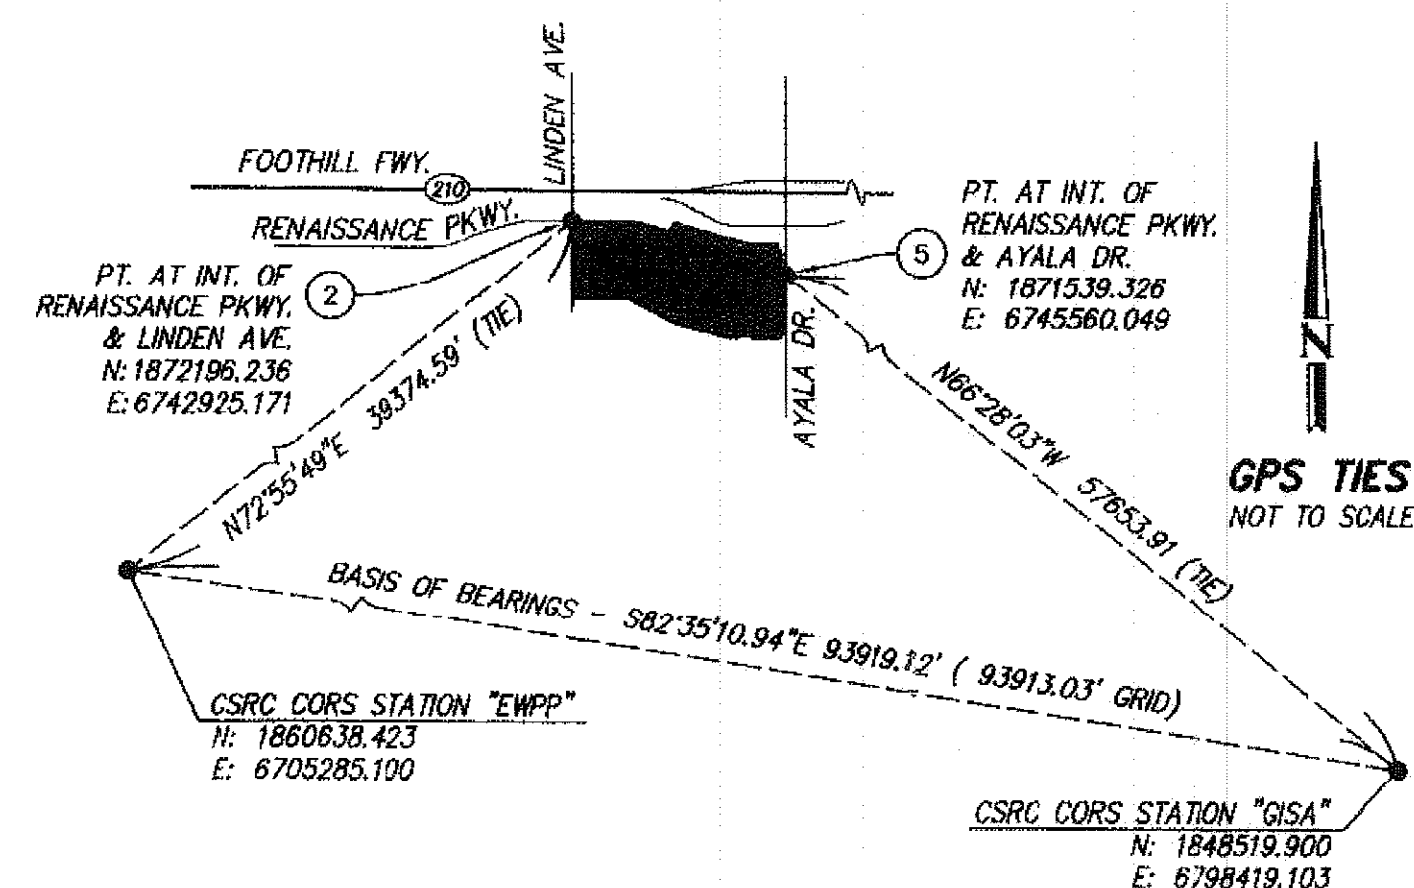 LINDEN AVE.
FOOTHILL FWY.
210
RENAISSANCE PKWY.
PT. AT INT. OF
RENAISSANCE PKWY.
& LINDEN AVE.
N: 1872196.236
E: 6742925.171
2
5
PT. AT INT. OF
RENAISSANCE PKWY.
& AYALA DR.
N: 1871539.326
E: 6745560.049
AYALA DR.
N72°55'49"E 39374.59' (TIE)
N66°28'03"W 57653.91 (TIE)
N
GPS TIES
NOT TO SCALE
BASIS OF BEARINGS - S82°35'10.94"E 93919.12' ( 93913.03' GRID)
CSRC CORS STATION "EWPP"
N: 1860638.423
E: 6705285.100
CSRC CORS STATION "GISA"
N: 1848519.900
E: 6798419.103